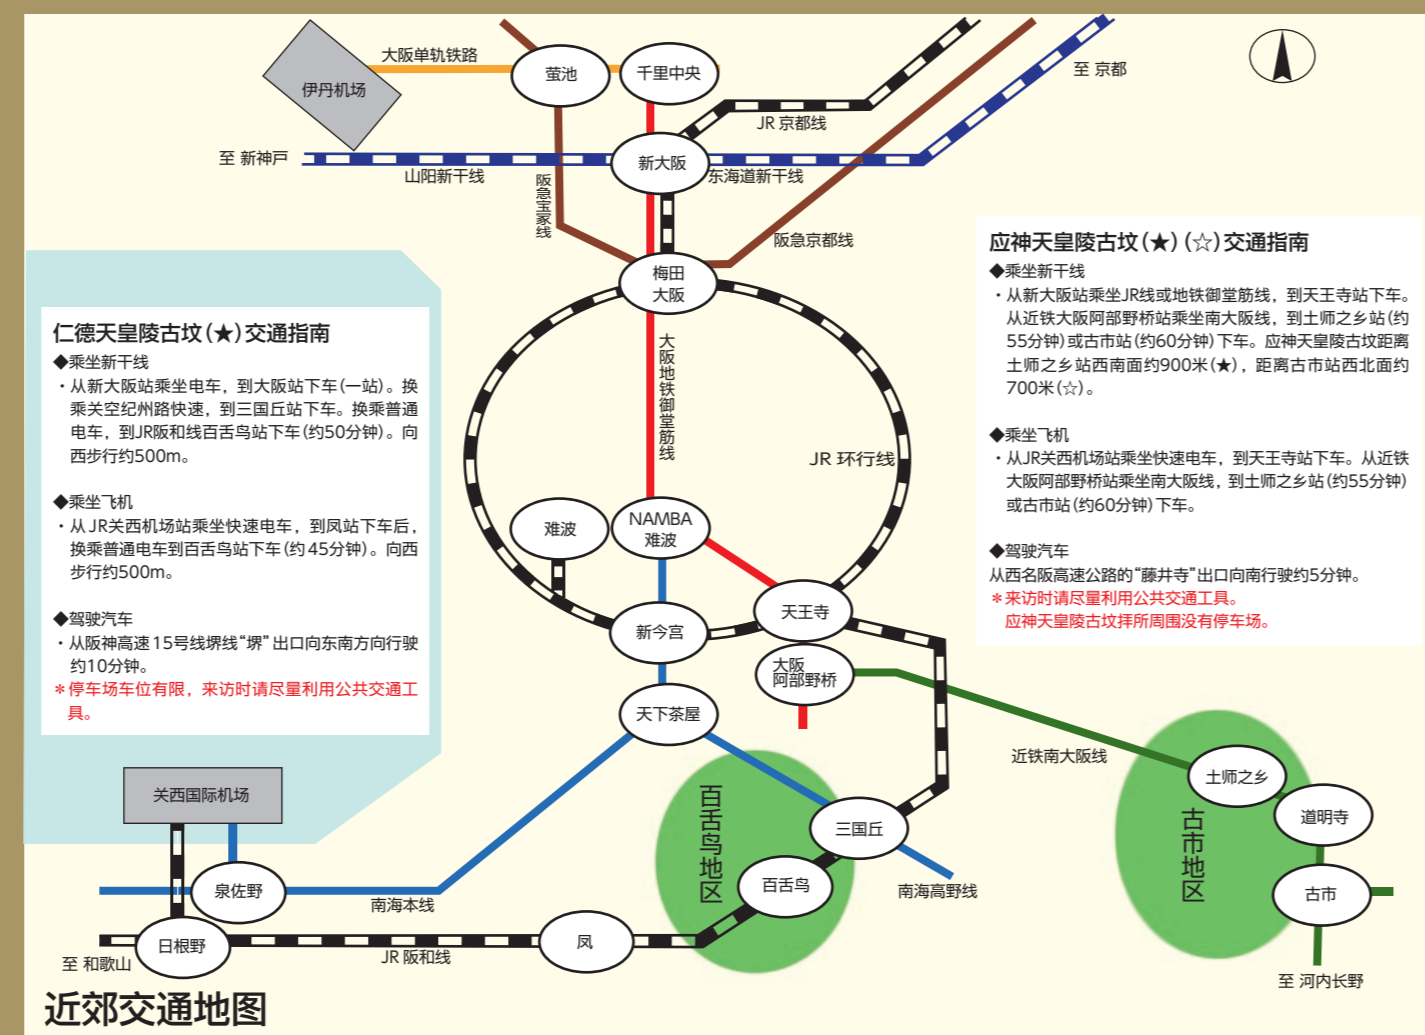 大阪单轨铁路
伊丹机场
萤池
千里中央
至 京都
JR 京都线
至 新神戸
新大阪
山阳新干线
东海道新干线
阪急宝冢线
阪急京都线
梅田
大阪
大阪地铁御堂筋线
JR 环行线
难波
NAMBA
难波
新今宫
天王寺
大阪
阿部野桥
天下茶屋
近铁南大阪线
土师之乡
道明寺
古市
古市地区
至 河内长野
百舌鸟地区
三国丘
百舌鸟
南海高野线
关西国际机场
泉佐野
南海本线
日根野
凤
JR 阪和线
至 和歌山
仁德天皇陵古坟(★)交通指南
◆乘坐新干线
・从新大阪站乘坐电车，到大阪站下车(一站)。换
乘关空纪州路快速，到三国丘站下车。换乘普通
电车，到JR阪和线百舌鸟站下车(约50分钟)。向
西步行约500m。
◆乘坐飞机
・从JR关西机场站乘坐快速电车，到凤站下车后，
换乘普通电车到百舌鸟站下车(约45分钟)。向西
步行约500m。
◆驾驶汽车
・从阪神高速15号线堺线“堺”出口向东南方向行驶
约10分钟。
＊停车场车位有限，来访时请尽量利用公共交通工
具。
应神天皇陵古坟(★)(☆)交通指南
◆乘坐新干线
・从新大阪站乘坐JR线或地铁御堂筋线，到天王寺站下车。
从近铁大阪阿部野桥站乘坐南大阪线，到土师之乡站(约
55分钟)或古市站(约60分钟)下车。应神天皇陵古坟距离
土师之乡站西南面约900米(★)，距离古市站西北面约
700米(☆)。
◆乘坐飞机
・从JR关西机场站乘坐快速电车，到天王寺站下车。从近铁
大阪阿部野桥站乘坐南大阪线，到土师之乡站(约55分钟)
或古市站(约60分钟)下车。
◆驾驶汽车
从西名阪高速公路的“藤井寺”出口向南行驶约5分钟。
＊来访时请尽量利用公共交通工具。
应神天皇陵古坟拝所周围没有停车场。
近郊交通地图